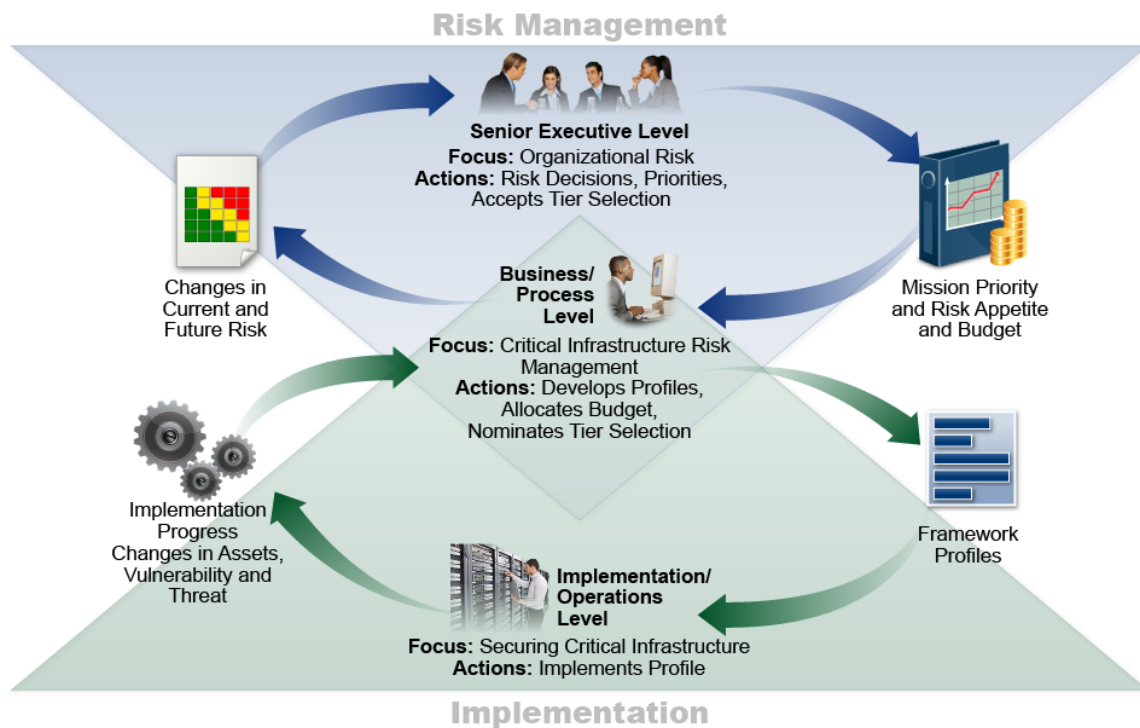 Risk Management
Senior Executive Level
Focus: Organizational Risk
Actions: Risk Decisions, Priorities,
Accepts Tier Selection
Changes in
Current and
Future Risk
Business/
Process
Level
Mission Priority
and Risk Appetite
and Budget
Focus: Critical Infrastructure Risk
Management
Actions: Develops Profiles,
Allocates Budget,
Nominates Tier Selection
Implementation
Progress
Changes in Assets,
Vulnerability and
Threat
Framework
Profiles
Implementation/
Operations
Level
Focus: Securing Critical Infrastructure
Actions: Implements Profile
Implementation